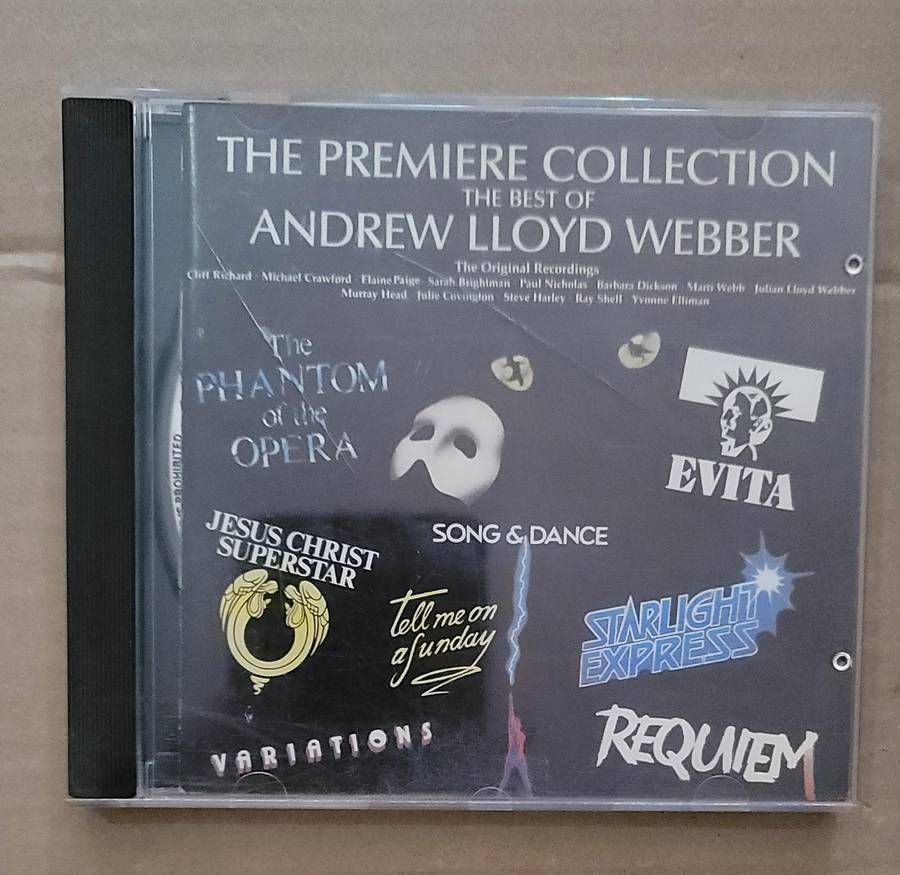 THE PREMIERE COLLECTION
THE BEST OF
ANDREW LLOYD WEBBER
The Original Recordings
Cliff Richard · Michael Crawford · Elaine Paige · Sarah Brightman · Paul Nicholas · Barbara Dickson · Marti Webb · Julian Lloyd Webber
Murray Head · Julie Covington · Steve Harley · Ray Shell · Yvonne Elliman
The
PHANTOM
of the
OPERA
EVITA
PROHIBITED
JESUS CHRIST
SUPERSTAR
SONG & DANCE
tell me on
a sunday
STARLIGHT
EXPRESS
VARIATIONS
REQUIEM